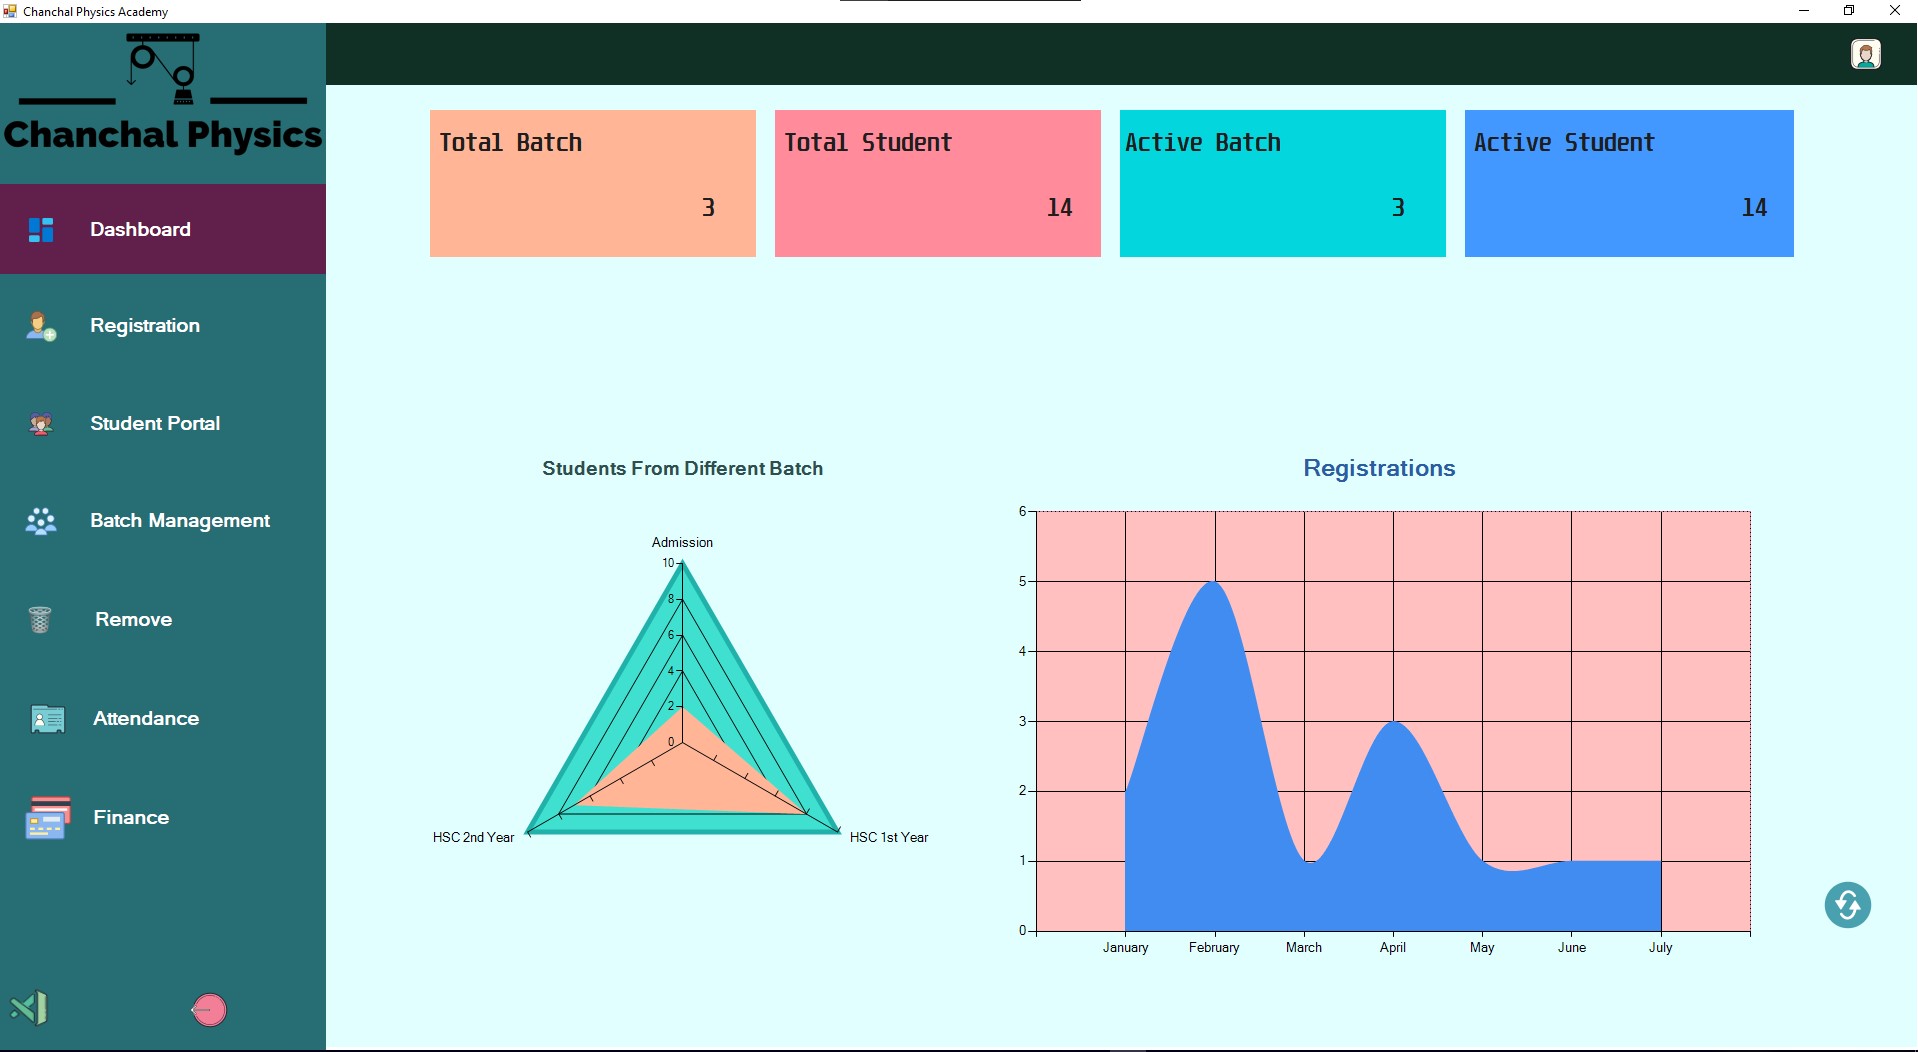 Chanchal Physics Academy
Chanchal Physics
Dashboard
Registration
Student Portal
Batch Management
Remove
Attendance
Finance
Total Batch
3
Total Student
14
Active Batch
3
Active Student
14
Students From Different Batch
Admission
10
8
6
4
2
0
HSC 2nd Year
HSC 1st Year
Registrations
6
5
4
3
2
1
0
January February March April May June July